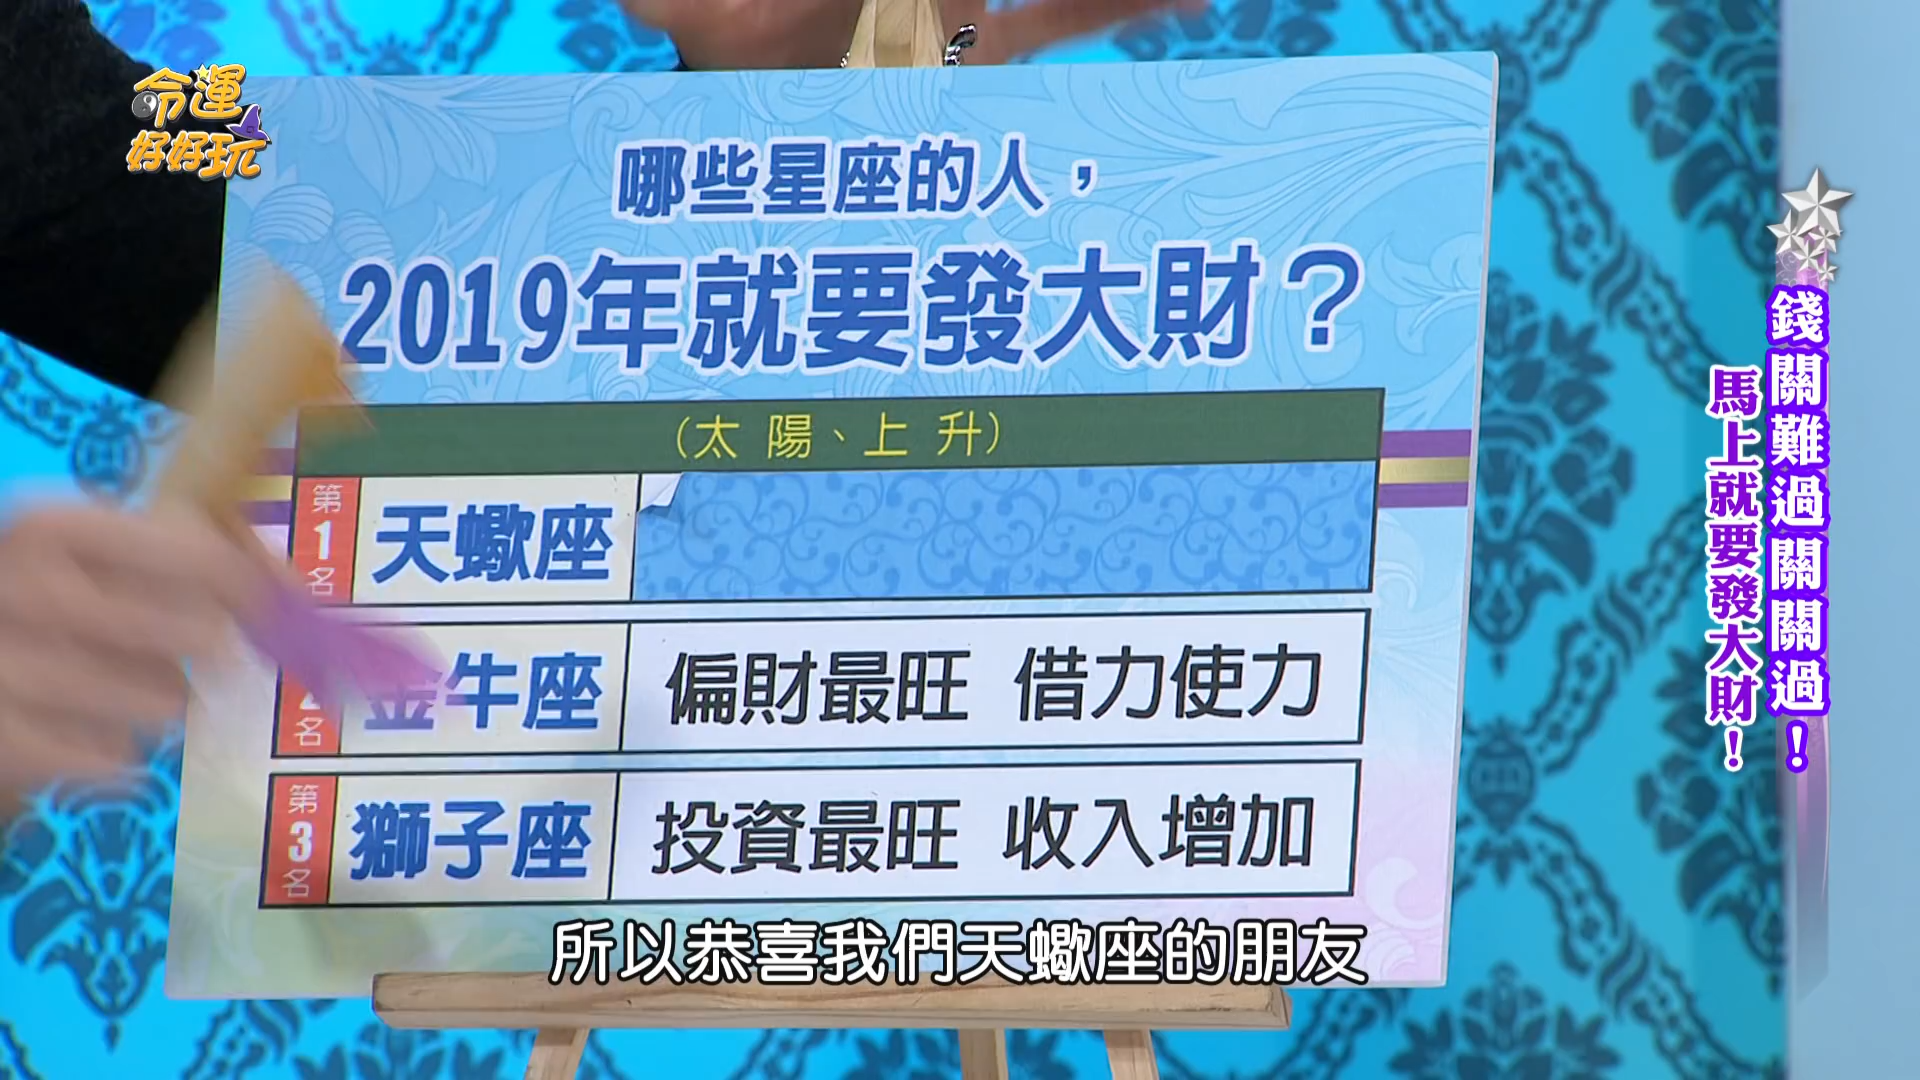 命運
好好玩
哪些星座的人，
2019年就要發大財？
(太陽、上升)
第1名 天蠍座
2名 金牛座 偏財最旺 借力使力
第3名 獅子座 投資最旺 收入增加
錢關難過關關過！
馬上就要發大財！
所以恭喜我們天蠍座的朋友